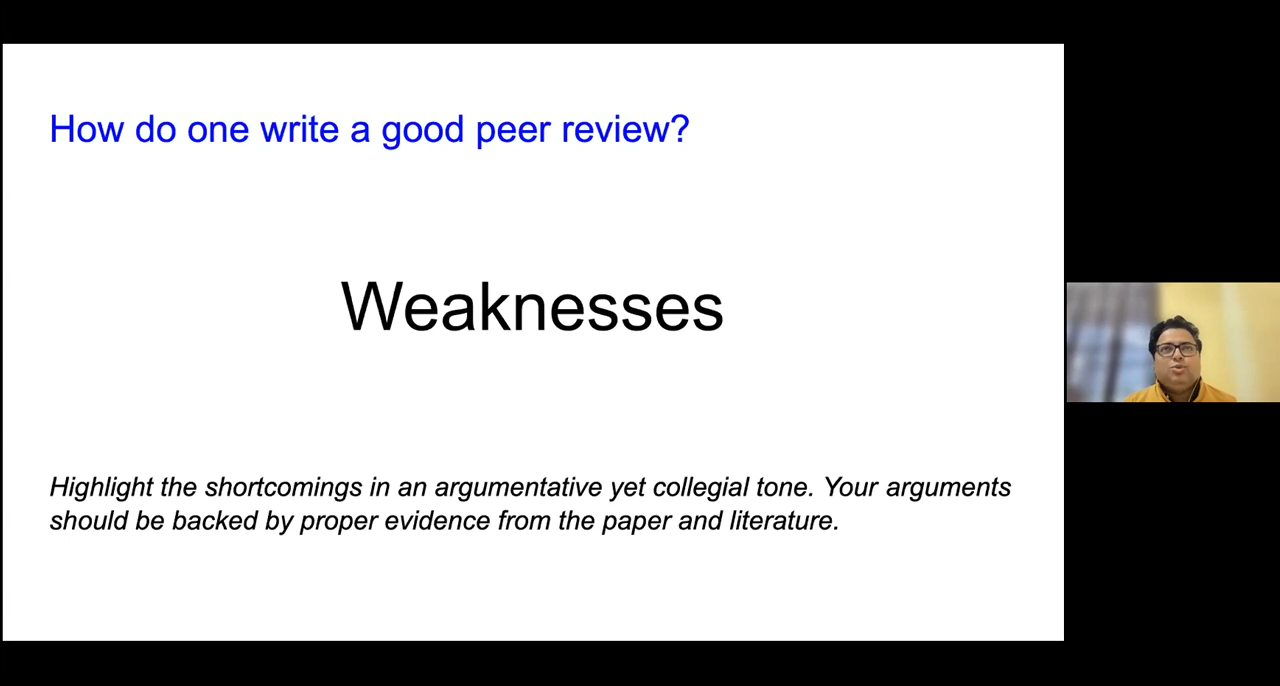 How do one write a good peer review?
Weaknesses
Highlight the shortcomings in an argumentative yet collegial tone. Your arguments
should be backed by proper evidence from the paper and literature.